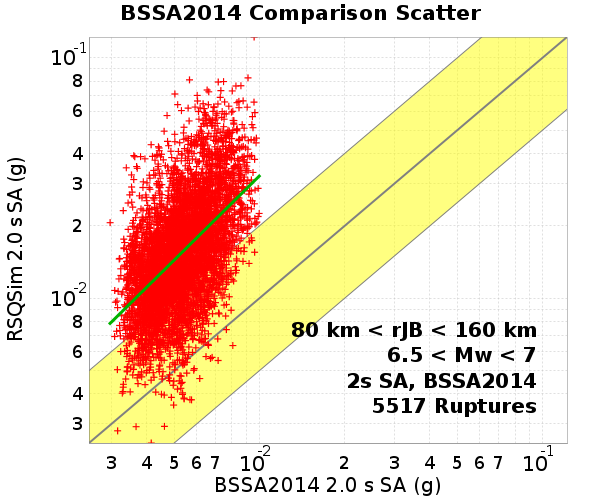 BSSA2014 Comparison Scatter
RSQSim 2.0 s SA (g)
10-1
8
6
4
3
2
10-2
8
6
4
3
80 km < rJB < 160 km
6.5 < Mw < 7
2s SA, BSSA2014
5517 Ruptures
3 4 5 6 7 10-2 2 3 4 5 6 7 10-1
BSSA2014 2.0 s SA (g)